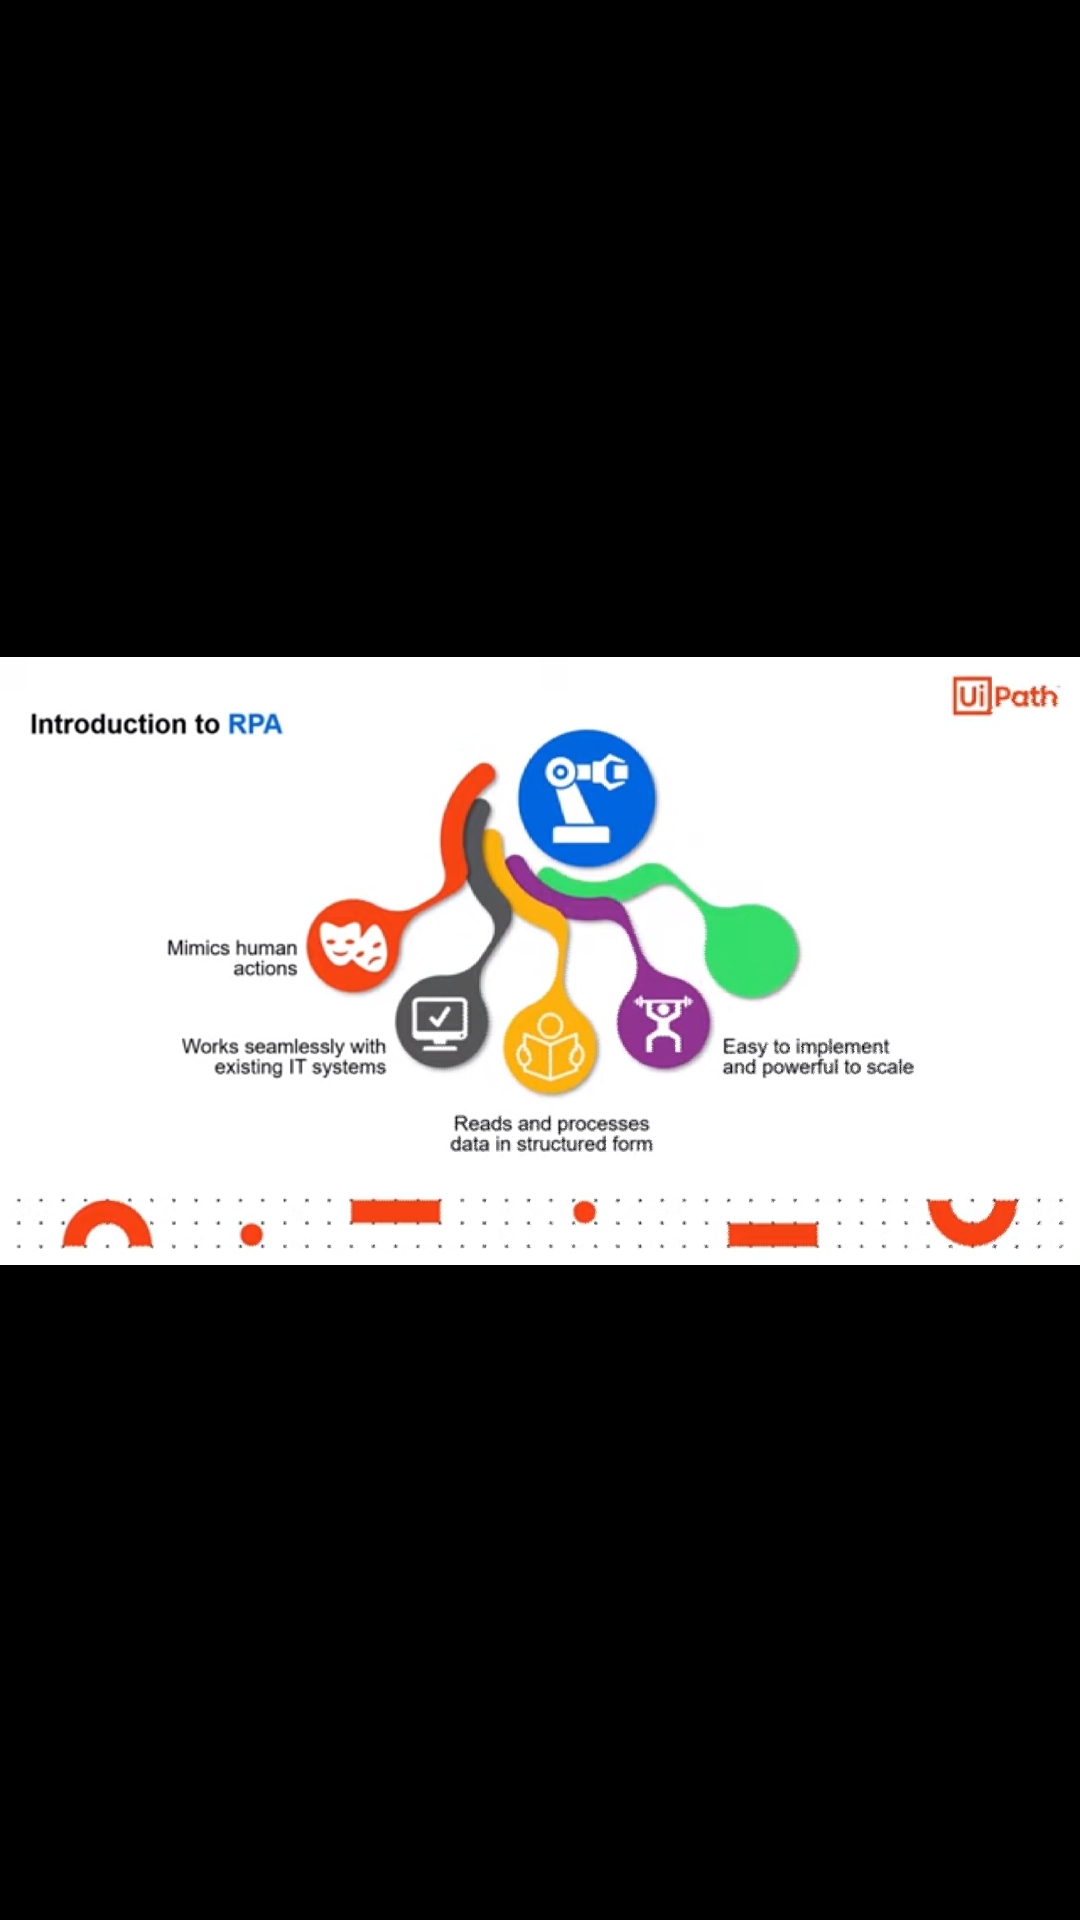 UiPath
Introduction to RPA
Mimics human
actions
Works seamlessly with
existing IT systems
Easy to implement
and powerful to scale
Reads and processes
data in structured form